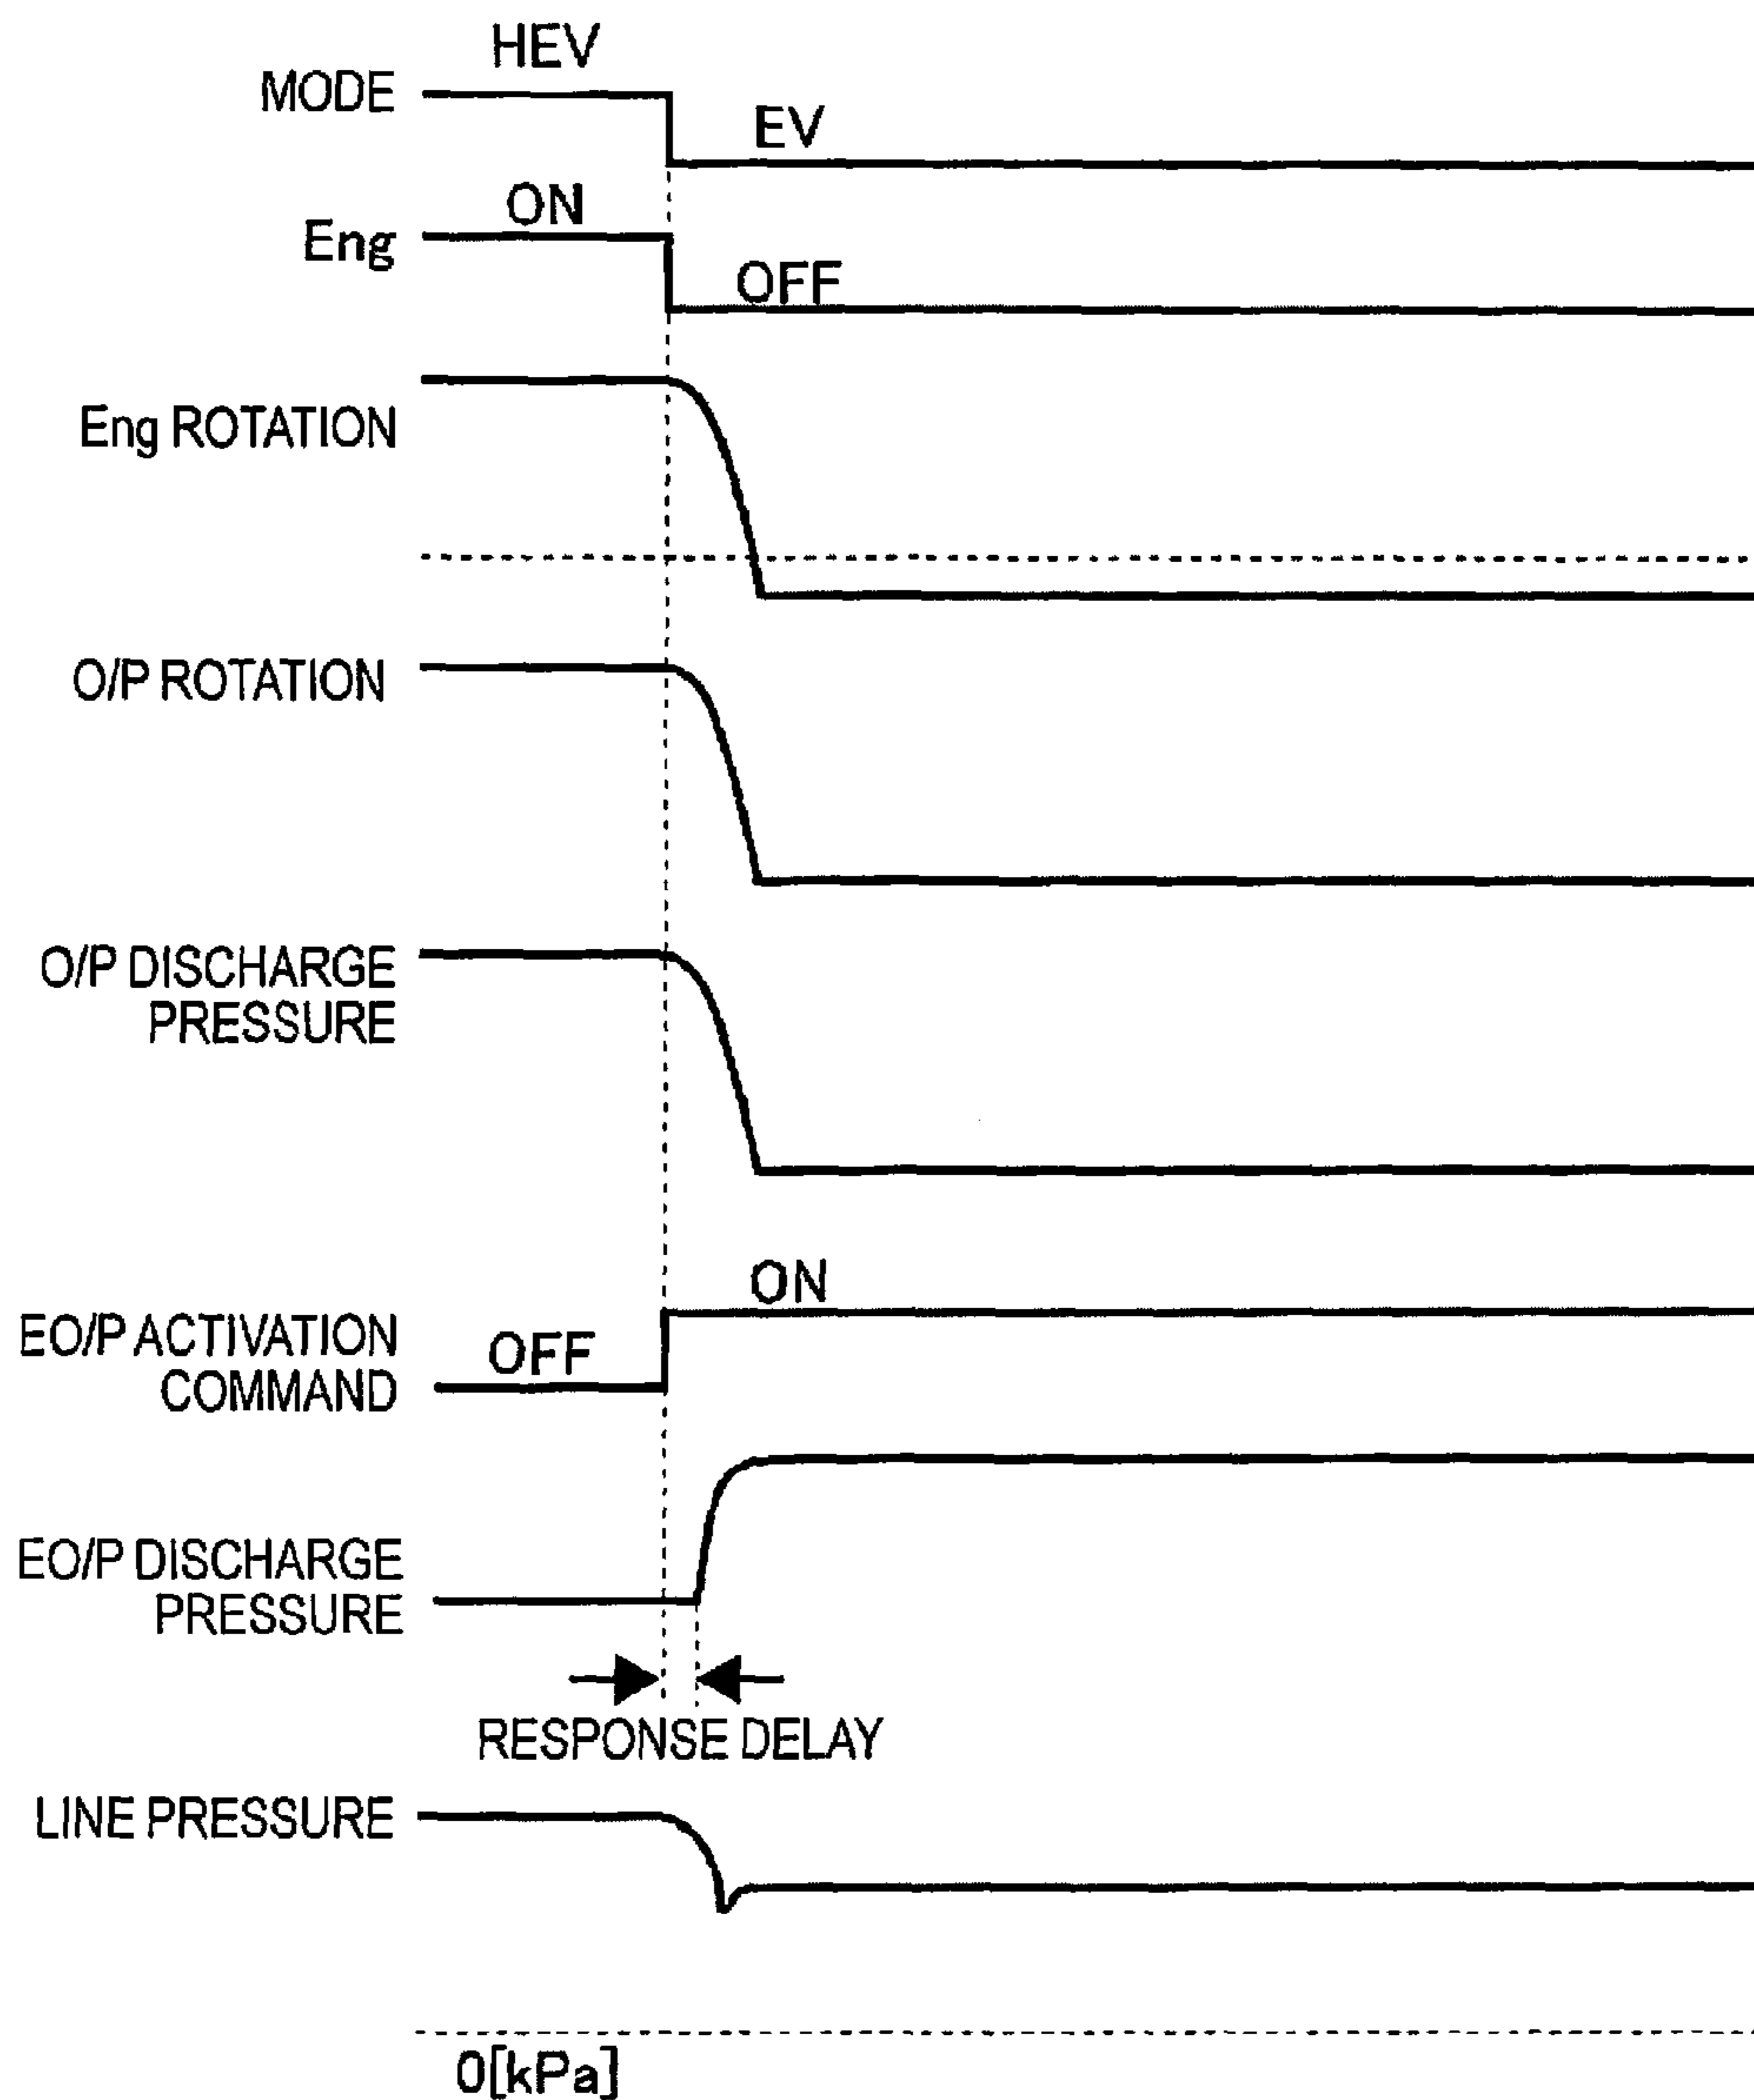 HEV
MODE
EV
ON
Eng
OFF
Eng ROTATION
O/P ROTATION
O/P DISCHARGE
PRESSURE
ON
EO/P ACTIVATION
OFF
COMMAND
EO/P DISCHARGE
PRESSURE
RESPONSE DELAY
LINE PRESSURE
0[kPa]